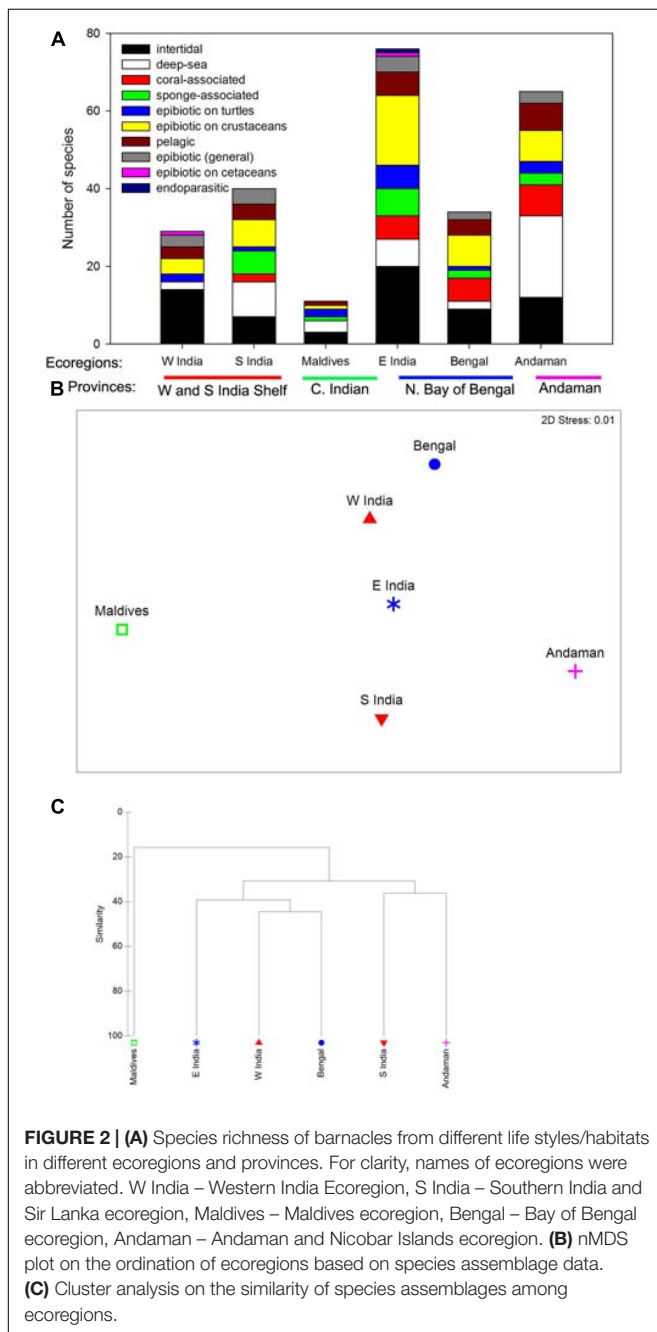 A
80
60
40
20
0
Number of species
intertidal
deep-sea
coral-associated
sponge-associated
epibiotic on turtles
epibiotic on crustaceans
pelagic
epibiotic (general)
epibiotic on cetaceans
endoparasitic
Ecoregions: W India S India Maldives E India Bengal Andaman
Provinces: W and S India Shelf C. Indian N. Bay of Bengal Andaman
B
2D Stress: 0.01
Bengal
W India
E India
Maldives
Andaman
S India
C
0
20
40
60
80
100
Similarity
Maldives
E India
W India
Bengal
S India
Andaman
FIGURE 2 | (A) Species richness of barnacles from different life styles/habitats
in different ecoregions and provinces. For clarity, names of ecoregions were
abbreviated. W India – Western India Ecoregion, S India – Southern India and
Sir Lanka ecoregion, Maldives – Maldives ecoregion, Bengal – Bay of Bengal
ecoregion, Andaman – Andaman and Nicobar Islands ecoregion. (B) nMDS
plot on the ordination of ecoregions based on species assemblage data.
(C) Cluster analysis on the similarity of species assemblages among
ecoregions.